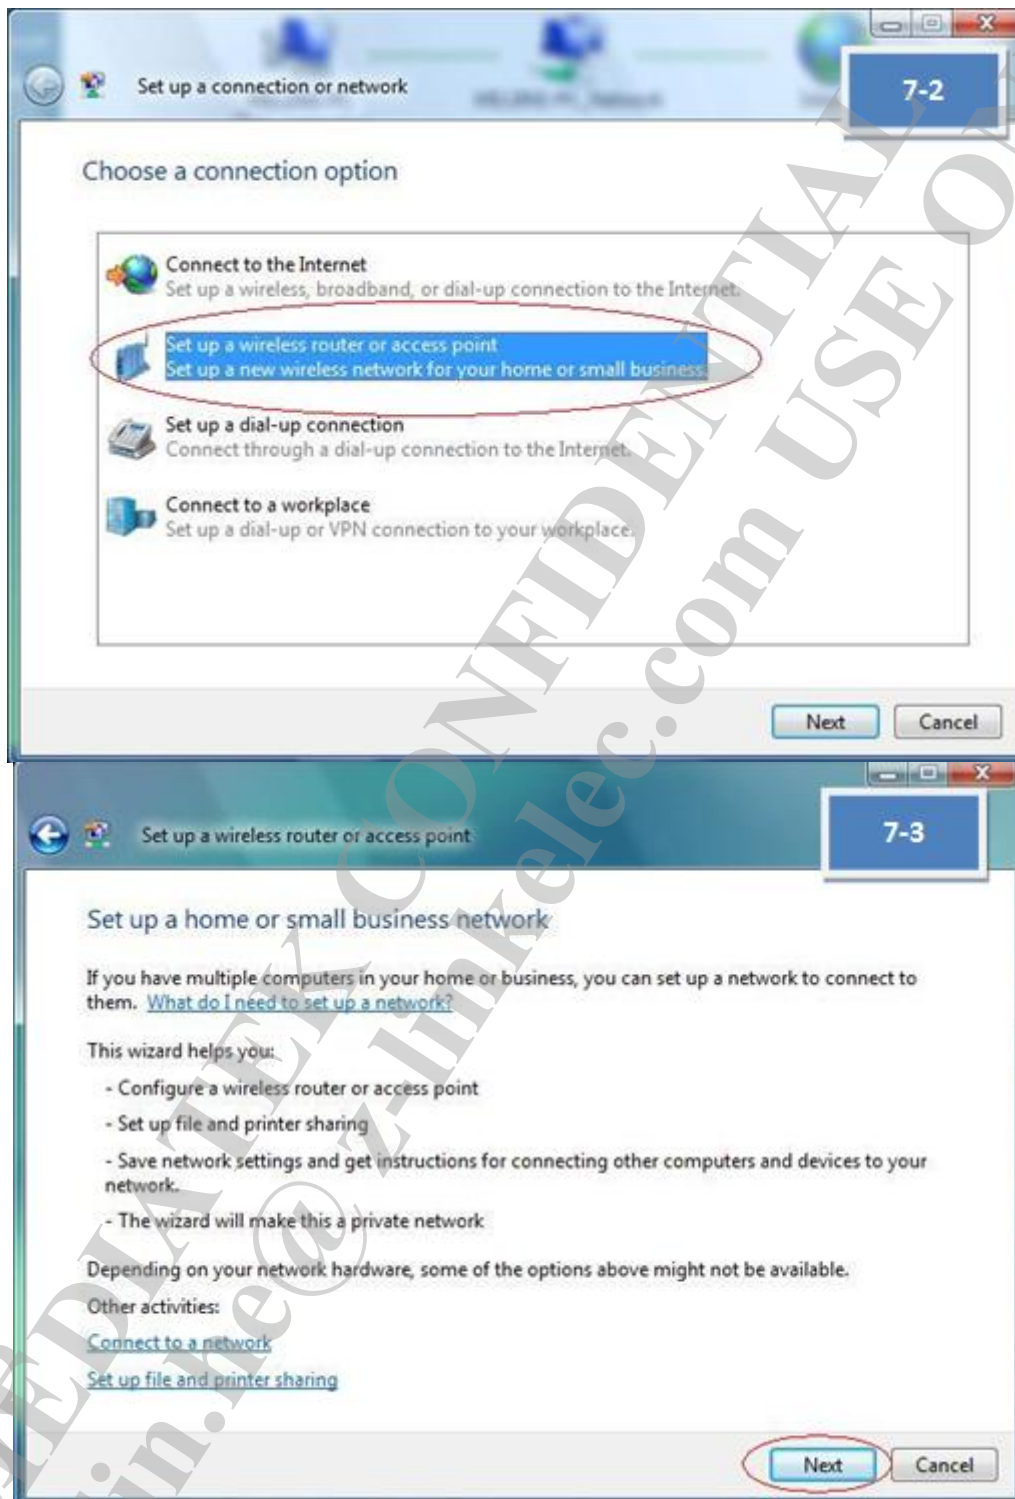 Set up a connection or network
7-2
Choose a connection option
Connect to the Internet
Set up a wireless, broadband, or dial-up connection to the Internet.
Set up a wireless router or access point
Set up a new wireless network for your home or small business.
Set up a dial-up connection
Connect through a dial-up connection to the Internet.
Connect to a workplace
Set up a dial-up or VPN connection to your workplace.
Next
Cancel
Set up a wireless router or access point
7-3
Set up a home or small business network
If you have multiple computers in your home or business, you can set up a network to connect to
them. What do I need to set up a network?
This wizard helps you:
- Configure a wireless router or access point
- Set up file and printer sharing
- Save network settings and get instructions for connecting other computers and devices to your
network.
- The wizard will make this a private network
Depending on your network hardware, some of the options above might not be available.
Other activities:
Connect to a network
Set up file and printer sharing
Next
Cancel
MEDIATEK CONFIDENTIAL
in.he@z-linkelec.com USE ON